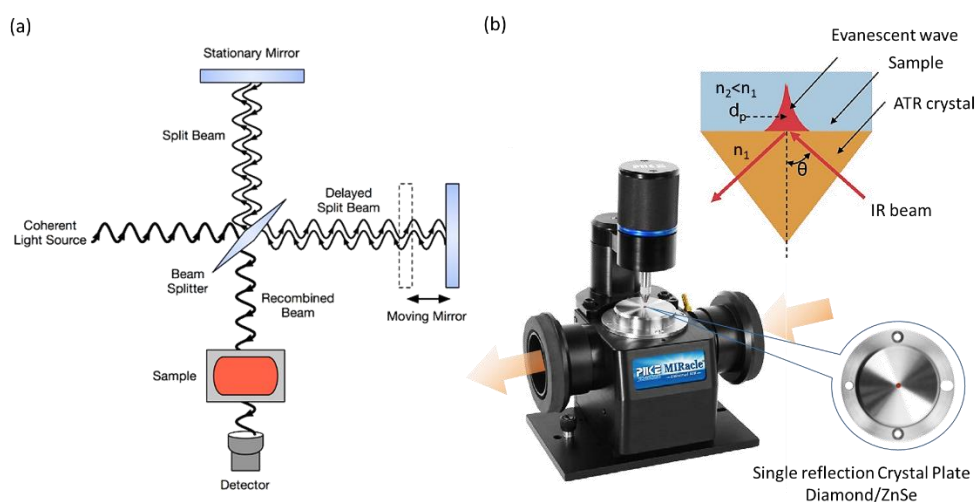 (a)
Stationary Mirror
Split Beam
Delayed
Split Beam
Coherent
Light Source
Beam
Splitter
Recombined
Beam
Moving Mirror
Sample
Detector
(b)
Evanescent wave
Sample
ATR crystal
n₂<n₁
dₚ
n₁
θ
IR beam
PIKE MIRacle
Single reflection Crystal Plate
Diamond/ZnSe